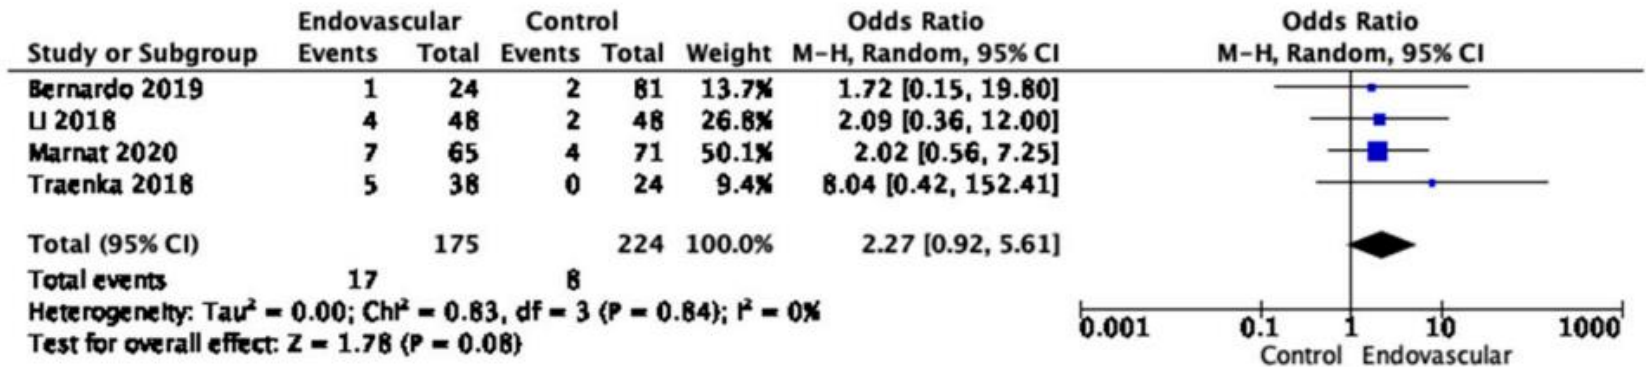 Endovascular Control Odds Ratio Odds Ratio
Study or Subgroup Events Total Events Total Weight M-H, Random, 95% CI M-H, Random, 95% CI
Bernardo 2019 1 24 2 81 13.7% 1.72 [0.15, 19.80]
LI 2018 4 48 2 48 26.8% 2.09 [0.36, 12.00]
Marnat 2020 7 65 4 71 50.1% 2.02 [0.56, 7.25]
Traenka 2018 5 38 0 24 9.4% 8.04 [0.42, 152.41]
Total (95% CI) 175 224 100.0% 2.27 [0.92, 5.61]
Total events 17 8
Heterogeneity: Tau² = 0.00; Chi² = 0.83, df = 3 (P = 0.84); I² = 0%
Test for overall effect: Z = 1.78 (P = 0.08)
0.001 0.1 1 10 1000
Control Endovascular